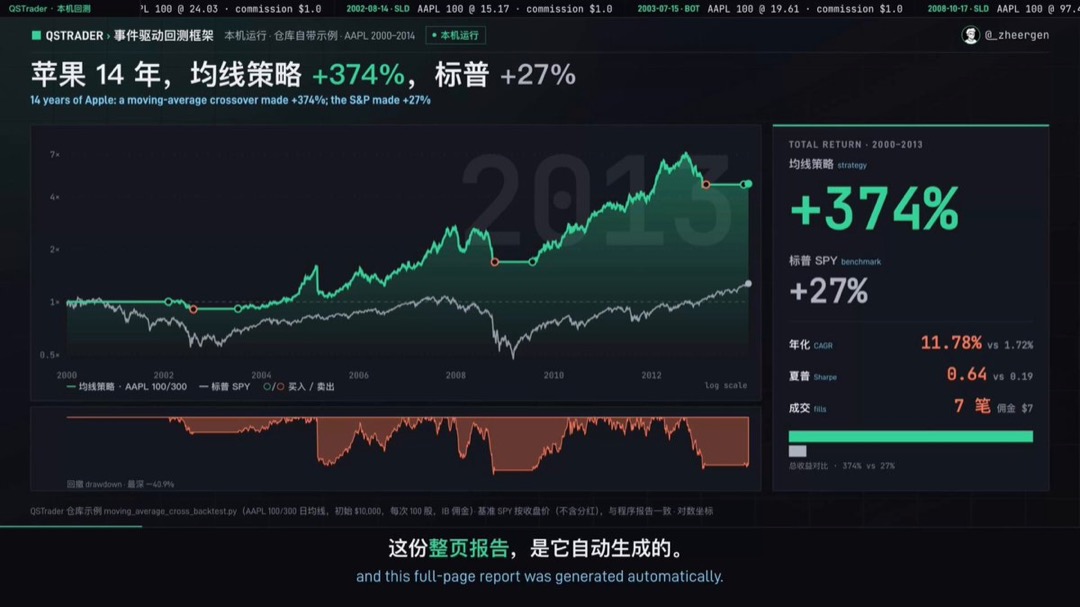 QSTrader · 本机回测
PL 100 @ 24.03 · commission $1.0 2002-08-14 · SLD AAPL 100 @ 15.17 · commission $1.0 2003-07-15 · BOT AAPL 100 @ 19.61 · commission $1.0 2008-10-17 · SLD AAPL 100 @ 97.4
QSTRADER › 事件驱动回测框架 本机运行 · 仓库自带示例 · AAPL 2000–2014 • 本机运行
@_zheergen
苹果 14 年，均线策略 +374%，标普 +27%
14 years of Apple: a moving-average crossover made +374%; the S&P made +27%
2013
7×
4×
2×
1×
0.5×
2000 2002 2004 2006 2008 2010 2012
均线策略 · AAPL 100/300 标普 SPY 买入 / 卖出
log scale
回撤 drawdown · 最深 −40.9%
TOTAL RETURN · 2000–2013
均线策略 strategy
+374%
标普 SPY benchmark
+27%
年化 CAGR 11.78% vs 1.72%
夏普 Sharpe 0.64 vs 0.19
成交 fills 7 笔 佣金 $7
总收益对比 · 374% vs 27%
QSTrader 仓库示例 moving_average_cross_backtest.py（AAPL 100/300 日均线，初始 $10,000，每次 100 股，IB 佣金）· 基准 SPY 按收盘价（不含分红），与程序报告一致 · 对数坐标
这份整页报告，是它自动生成的。
and this full-page report was generated automatically.